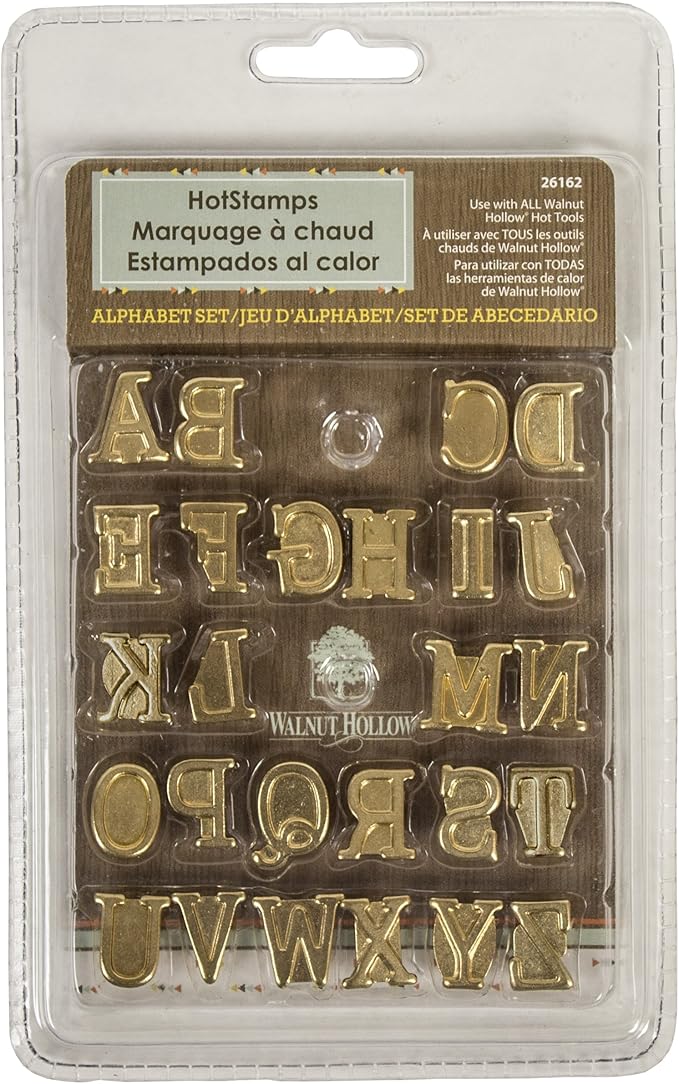 HotStamps
Marquage à chaud
Estampados al calor
26162
Use with ALL Walnut
Hollow® Hot Tools
À utiliser avec TOUS les outils
chauds de Walnut Hollow®
Para utilizar con TODAS
las herramientas de calor
de Walnut Hollow®
ALPHABET SET/JEU D'ALPHABET/SET DE ABECEDARIO
A B C D
E F G H I J
K L M N
WALNUT HOLLOW
O P Q R S T
U V W X Y Z